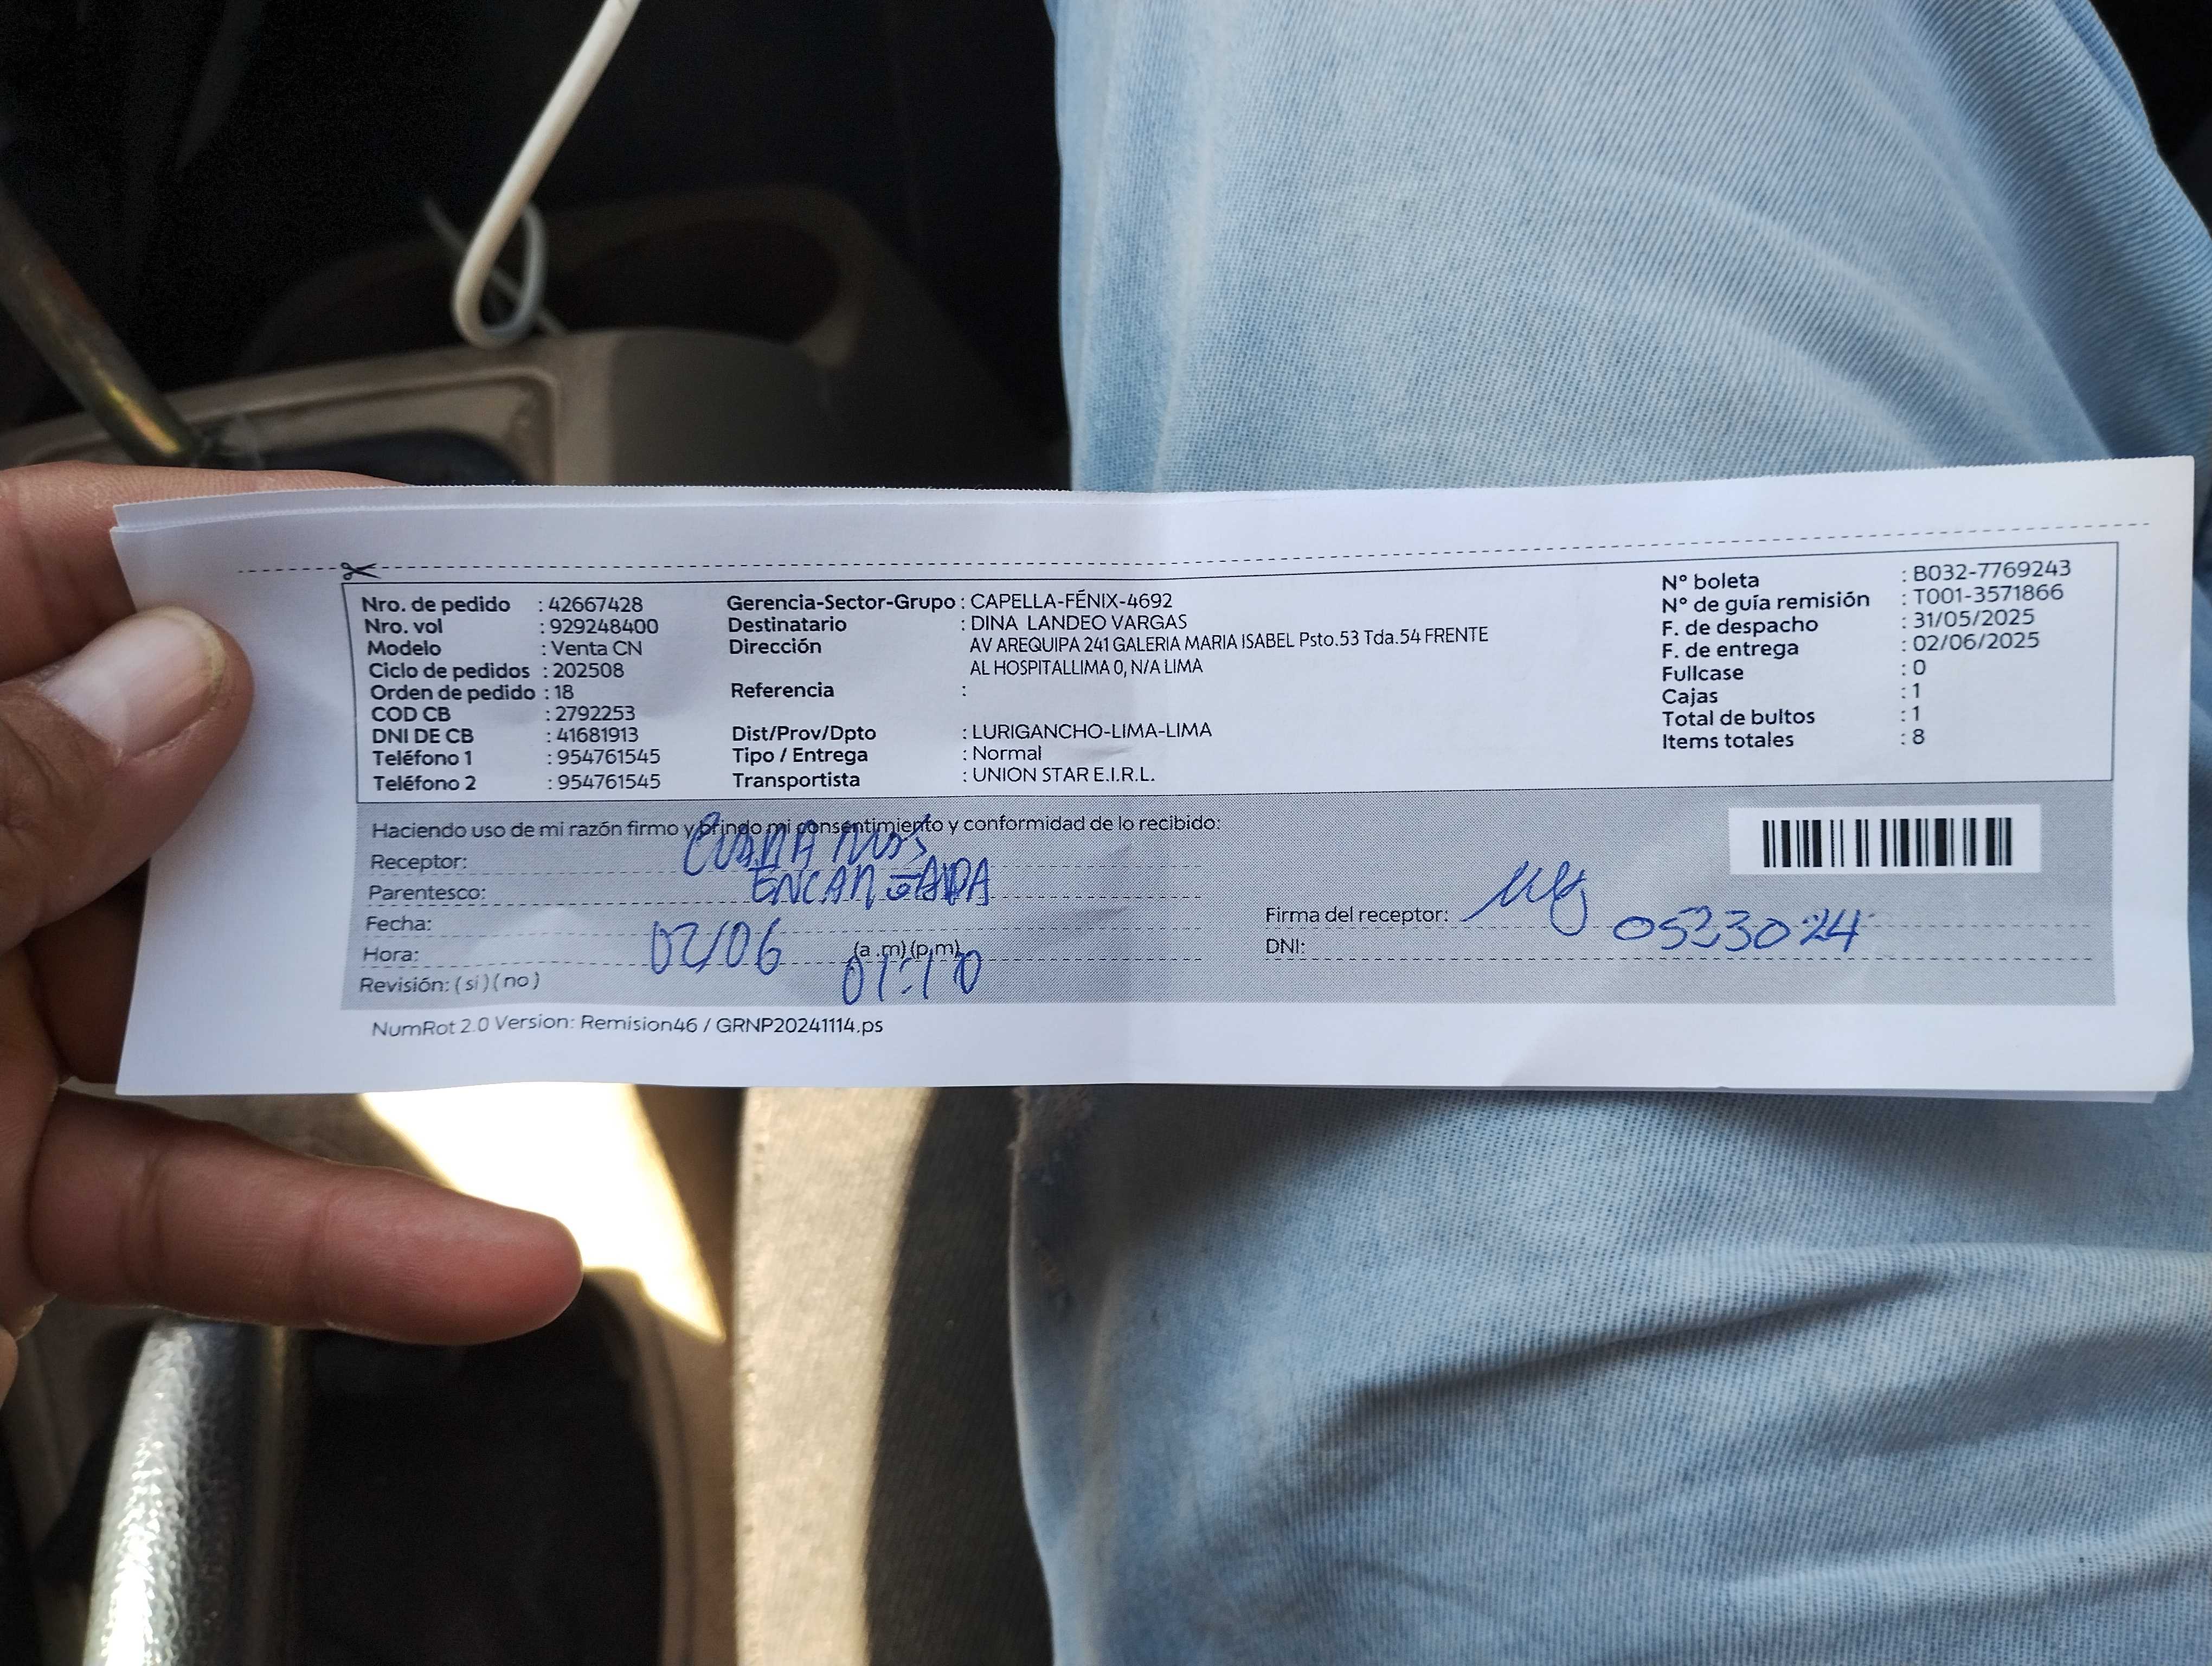 Nro. de pedido : 42667428
Nro. vol : 929248400
Modelo : Venta CN
Ciclo de pedidos : 202508
Orden de pedido : 18
COD CB : 2792253
DNI DE CB : 41681913
Teléfono 1 : 954761545
Teléfono 2 : 954761545
Gerencia-Sector-Grupo : CAPELLA-FÉNIX-4692
Destinatario : DINA LANDEO VARGAS
Dirección AV AREQUIPA 241 GALERIA MARIA ISABEL Psto.53 Tda.54 FRENTE
AL HOSPITALLIMA 0, N/A LIMA
Referencia :
Dist/Prov/Dpto : LURIGANCHO-LIMA-LIMA
Tipo / Entrega : Normal
Transportista : UNION STAR E.I.R.L.
N° boleta : B032-7769243
N° de guía remisión : T001-3571866
F. de despacho : 31/05/2025
F. de entrega : 02/06/2025
Fullcase : 0
Cajas : 1
Total de bultos : 1
Items totales : 8
Haciendo uso de mi razón firmo y brindo mi consentimiento y conformidad de lo recibido:
Receptor:
Parentesco: ENCARGADA
Fecha: 02/06
Hora: (a.m)(p.m) 01:10
Revisión: (si)(no)
Firma del receptor:
DNI: 05233024
NumRot 2.0 Version: Remision46 / GRNP20241114.ps